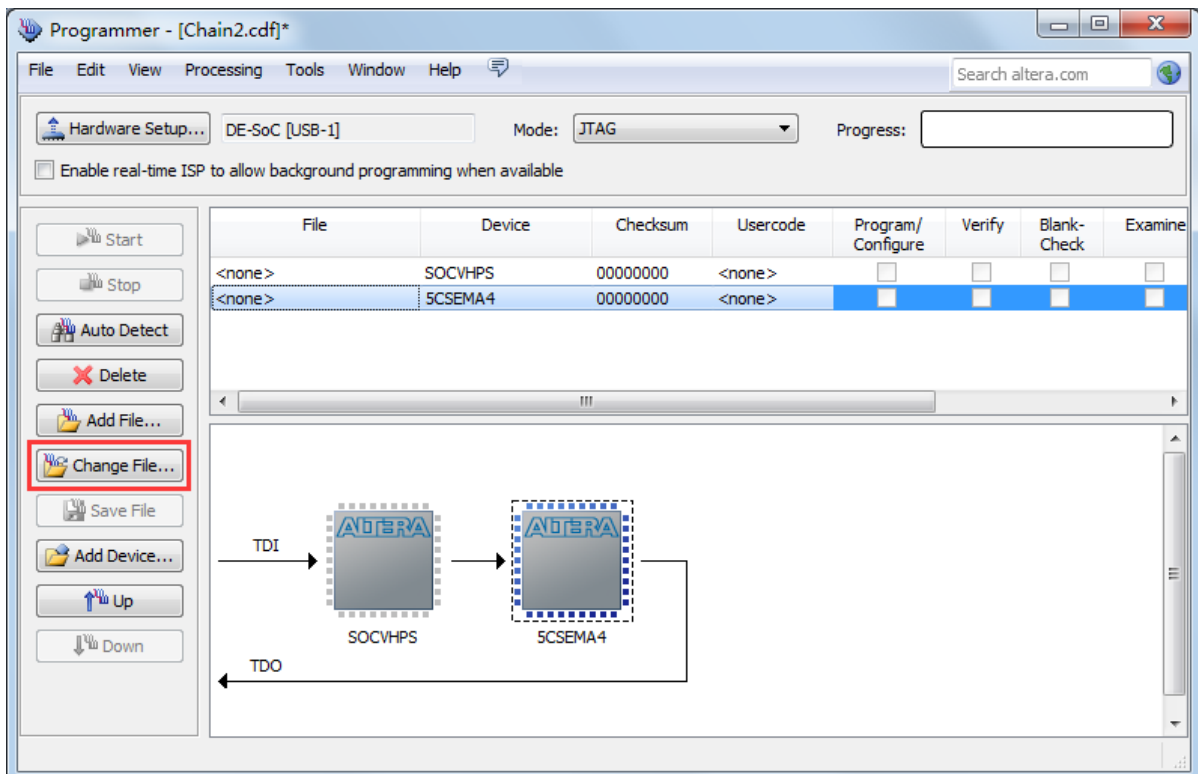 Programmer - [Chain2.cdf]*
File Edit View Processing Tools Window Help Search altera.com
Hardware Setup... DE-SoC [USB-1] Mode: JTAG Progress:
Enable real-time ISP to allow background programming when available
File Device Checksum Usercode Program/ Verify Blank- Examine
Configure Check
<none> SOCVHPS 00000000 <none>
<none> 5CSEMA4 00000000 <none>
Start
Stop
Auto Detect
Delete
Add File...
Change File...
Save File
Add Device...
Up
Down
ALTERA ALTERA
TDI
SOCVHPS 5CSEMA4
TDO